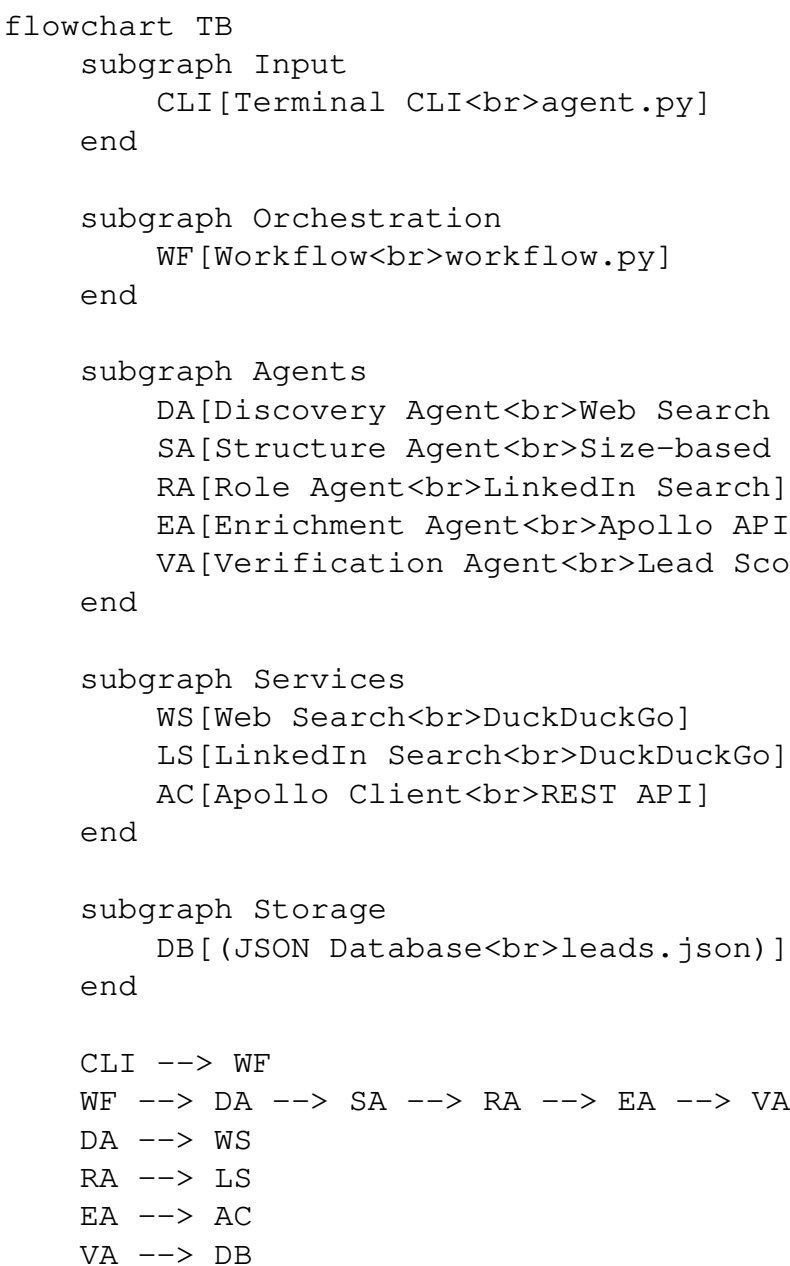 flowchart TB
    subgraph Input
        CLI[Terminal CLI<br>agent.py]
    end

    subgraph Orchestration
        WF[Workflow<br>workflow.py]
    end

    subgraph Agents
        DA[Discovery Agent<br>Web Search
        SA[Structure Agent<br>Size-based
        RA[Role Agent<br>LinkedIn Search]
        EA[Enrichment Agent<br>Apollo API
        VA[Verification Agent<br>Lead Sco
    end

    subgraph Services
        WS[Web Search<br>DuckDuckGo]
        LS[LinkedIn Search<br>DuckDuckGo]
        AC[Apollo Client<br>REST API]
    end

    subgraph Storage
        DB[(JSON Database<br>leads.json)]
    end

    CLI --> WF
    WF --> DA --> SA --> RA --> EA --> VA
    DA --> WS
    RA --> LS
    EA --> AC
    VA --> DB